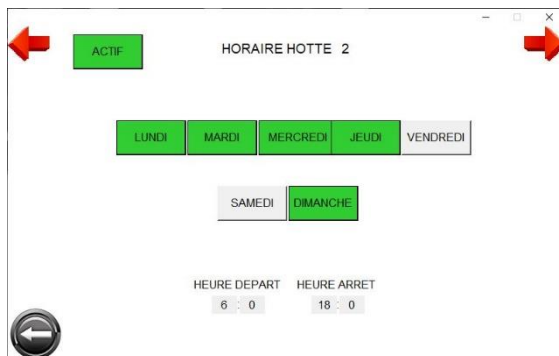 ACTIF HORAIRE HOTTE 2
LUNDI MARDI MERCREDI JEUDI VENDREDI
SAMEDI DIMANCHE
HEURE DEPART HEURE ARRET
6 : 0 18 : 0